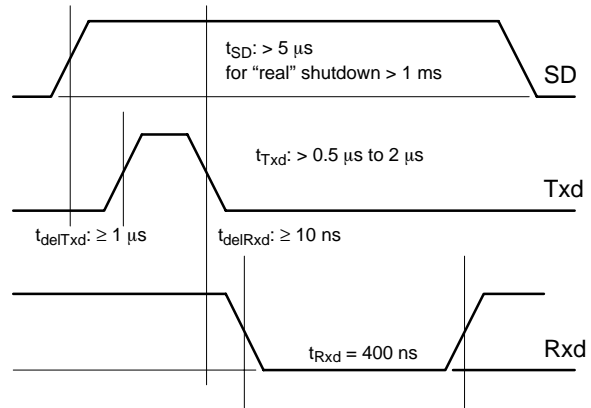 t_SD: > 5 μs
for “real” shutdown > 1 ms
SD
t_Txd: > 0.5 μs to 2 μs
Txd
t_delTxd: ≥ 1 μs
t_delRxd: ≥ 10 ns
t_Rxd = 400 ns
Rxd